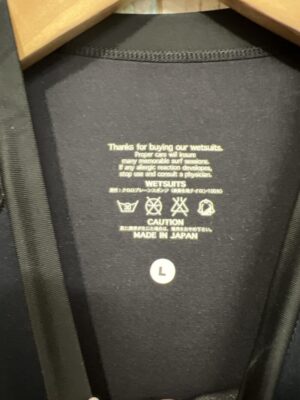 Thanks for buying our wetsuits.
Proper care will insure
many memorable surf sessions.
If any allergic reaction developes,
stop use and consult a physician.
WETSUITS
CAUTION
MADE IN JAPAN
L